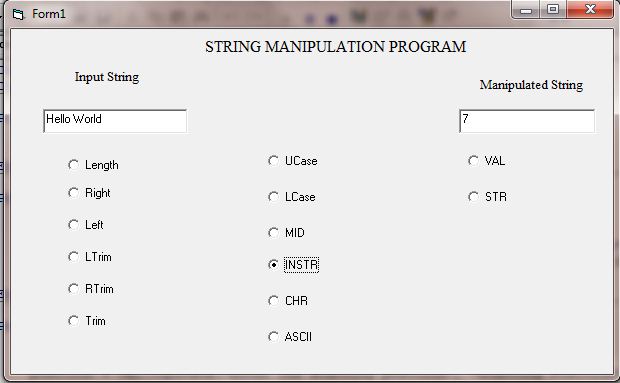 Form1
STRING MANIPULATION PROGRAM
Input String
Manipulated String
Hello World
7
Length
UCase
VAL
Right
LCase
STR
Left
MID
LTrim
INSTR
RTrim
CHR
Trim
ASCII